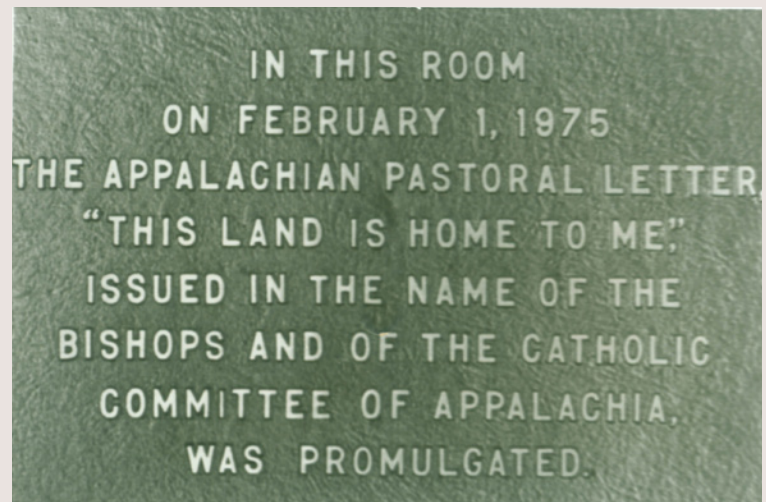 IN THIS ROOM
ON FEBRUARY 1, 1975
THE APPALACHIAN PASTORAL LETTER,
“THIS LAND IS HOME TO ME,”
ISSUED IN THE NAME OF THE
BISHOPS AND OF THE CATHOLIC
COMMITTEE OF APPALACHIA,
WAS PROMULGATED.